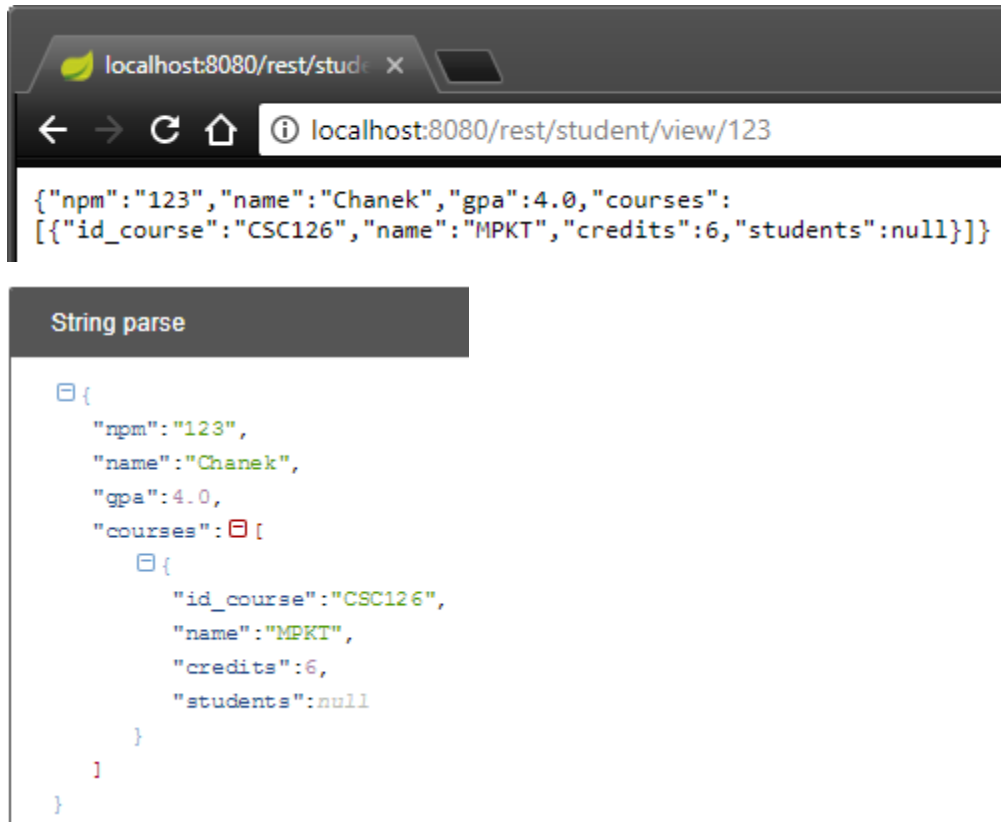 localhost:8080/rest/stude
localhost:8080/rest/student/view/123
{"npm":"123","name":"Chanek","gpa":4.0,"courses":
[{"id_course":"CSC126","name":"MPKT","credits":6,"students":null}]}
String parse
{
"npm":"123",
"name":"Chanek",
"gpa":4.0,
"courses":[
{
"id_course":"CSC126",
"name":"MPKT",
"credits":6,
"students":null
}
]
}